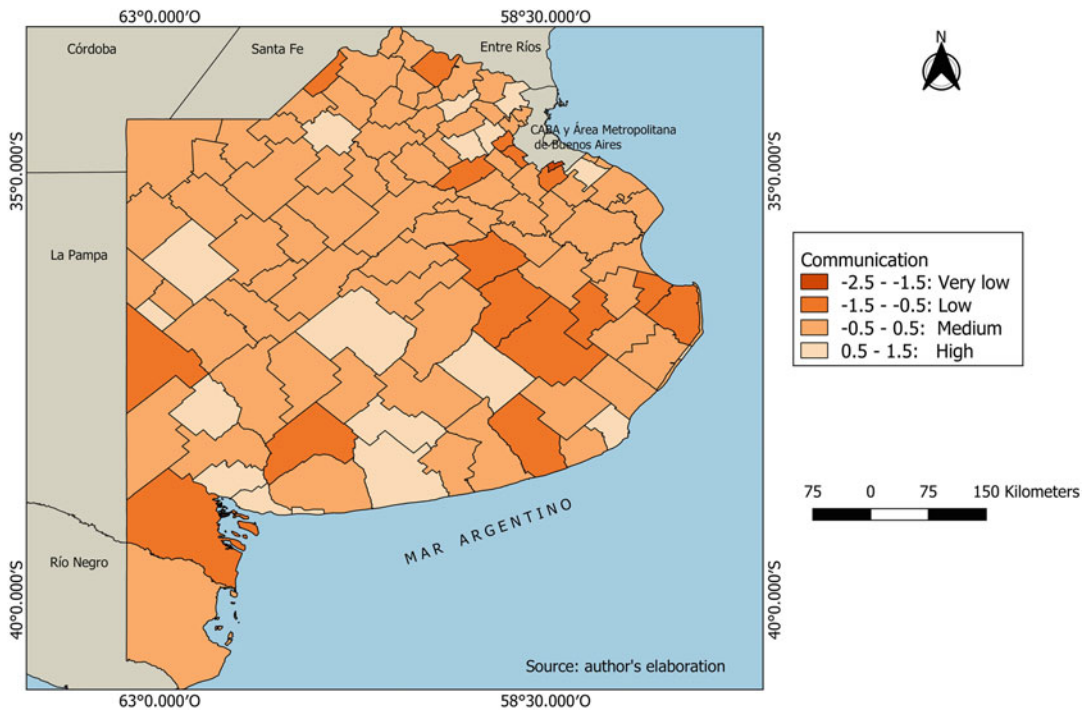 63°0.000′O
58°30.000′O
Córdoba
Santa Fe
Entre Ríos
N
CABA y Área Metropolitana
de Buenos Aires
35°0.000′S
35°0.000′S
La Pampa
Communication
-2.5 - -1.5: Very low
-1.5 - -0.5: Low
-0.5 - 0.5: Medium
0.5 - 1.5: High
75 0 75 150 Kilometers
MAR ARGENTINO
Río Negro
40°0.000′S
40°0.000′S
Source: author's elaboration
63°0.000′O
58°30.000′O